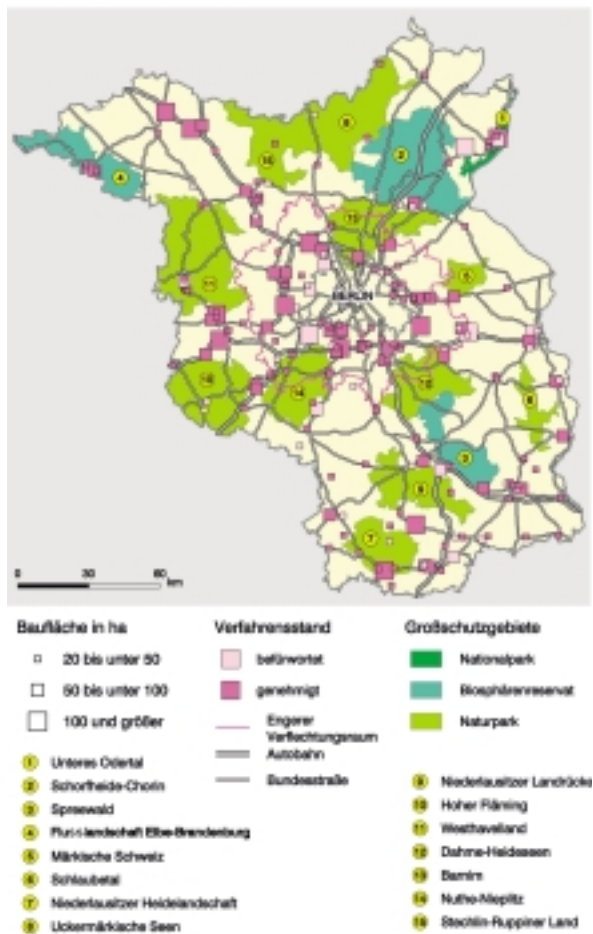 BERLIN
0 30 60 km
Baufläche in ha
20 bis unter 50
50 bis unter 100
100 und größer
Verfahrensstand
befürwortet
genehmigt
Engerer
Verflechtungsraum
Autobahn
Bundesstraße
Großschutzgebiete
Nationalpark
Biosphärenreservat
Naturpark
1 Unteres Odertal
2 Schorfheide-Chorin
3 Spreewald
4 Flusslandschaft Elbe-Brandenburg
5 Märkische Schweiz
6 Schlaubetal
7 Niederlausitzer Heidelandschaft
8 Uckermärkische Seen
9 Niederlausitzer Landrücken
10 Hoher Fläming
11 Westhavelland
12 Dahme-Heideseen
13 Barnim
14 Nuthe-Nieplitz
15 Stechlin-Ruppiner Land